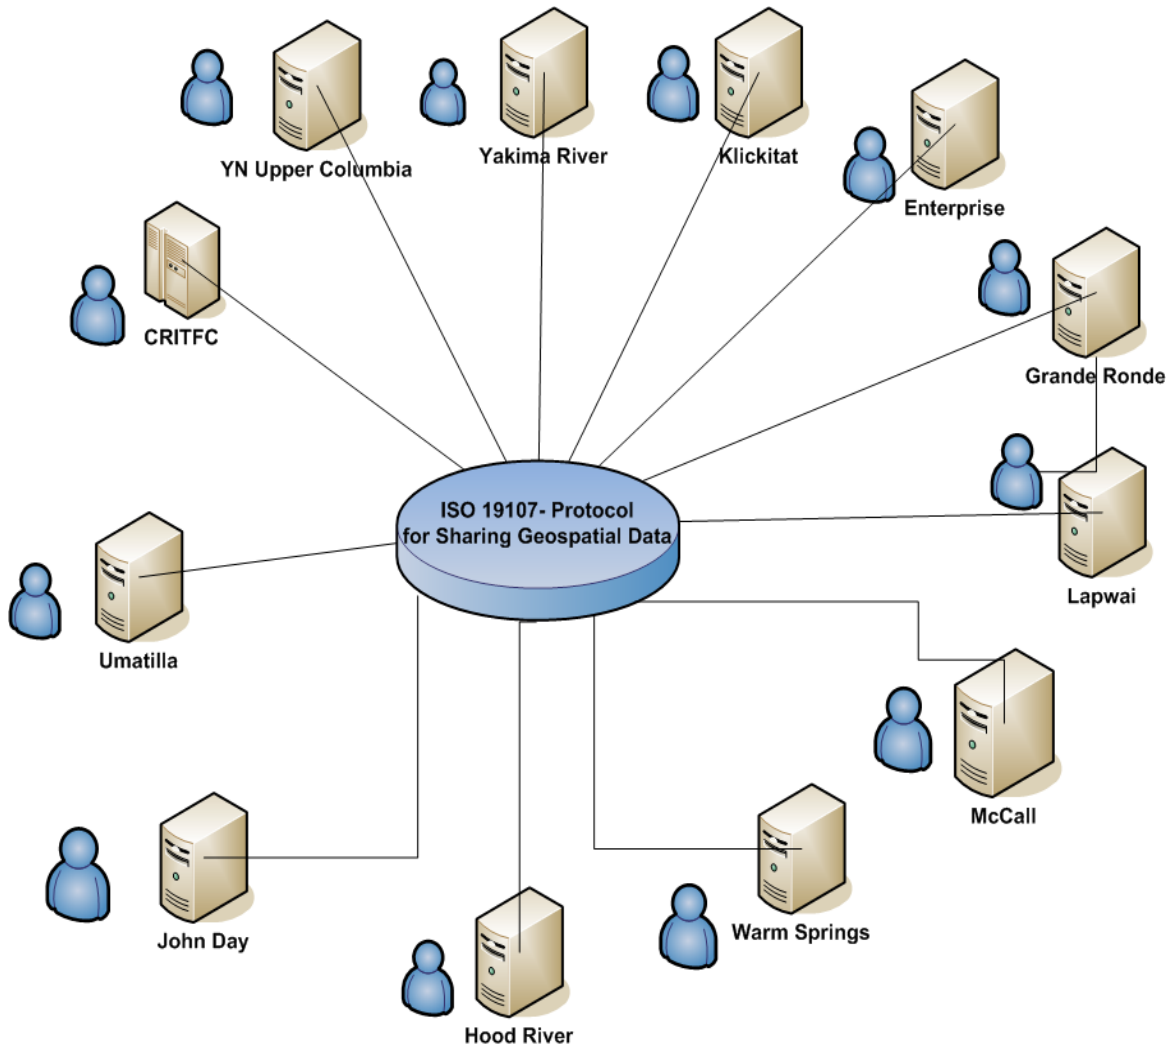 YN Upper Columbia
Yakima River
Klickitat
Enterprise
CRITFC
Grande Ronde
ISO 19107- Protocol
for Sharing Geospatial Data
Lapwai
Umatilla
McCall
John Day
Warm Springs
Hood River